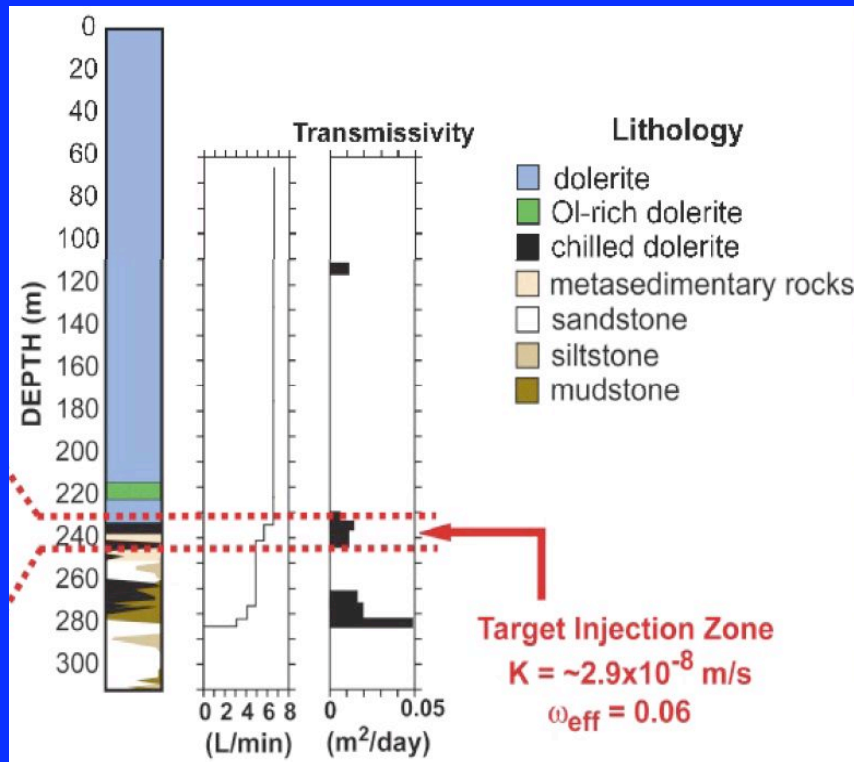 0
20
40
60
80
100
120
140
160
180
200
220
240
260
280
300
DEPTH (m)
Transmissivity
0 2 4 6 8
(L/min)
0 0.05
(m²/day)
Lithology
dolerite
Ol-rich dolerite
chilled dolerite
metasedimentary rocks
sandstone
siltstone
mudstone
Target Injection Zone
K = ~2.9x10⁻⁸ m/s
ωeff = 0.06